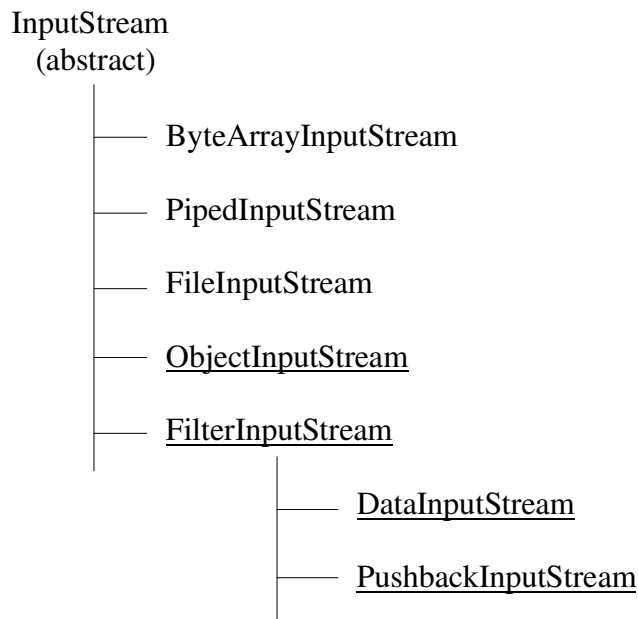 InputStream
(abstract)
ByteArrayInputStream
PipedInputStream
FileInputStream
ObjectInputStream
FilterInputStream
DataInputStream
PushbackInputStream